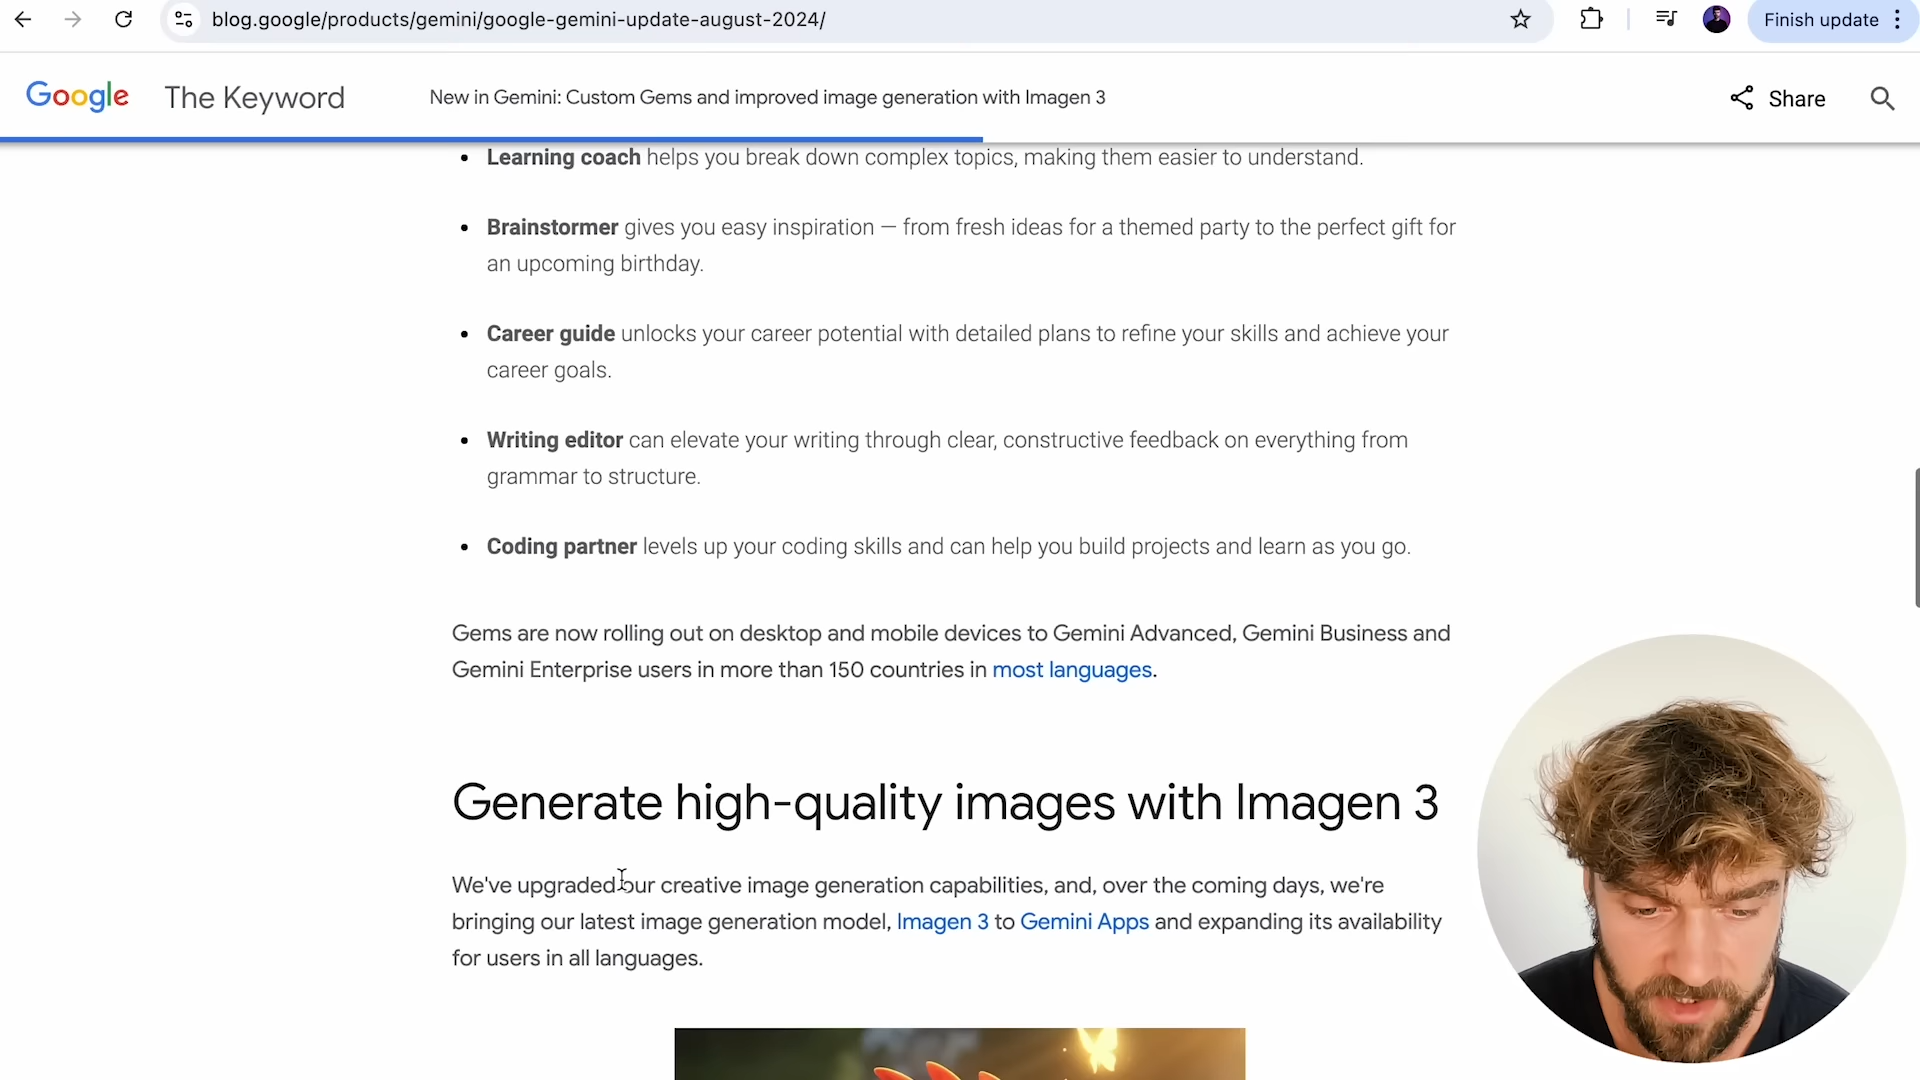 blog.google/products/gemini/google-gemini-update-august-2024/
Finish update
Google The Keyword
New in Gemini: Custom Gems and improved image generation with Imagen 3
Share
Learning coach helps you break down complex topics, making them easier to understand.
Brainstormer gives you easy inspiration — from fresh ideas for a themed party to the perfect gift for
an upcoming birthday.
Career guide unlocks your career potential with detailed plans to refine your skills and achieve your
career goals.
Writing editor can elevate your writing through clear, constructive feedback on everything from
grammar to structure.
Coding partner levels up your coding skills and can help you build projects and learn as you go.
Gems are now rolling out on desktop and mobile devices to Gemini Advanced, Gemini Business and
Gemini Enterprise users in more than 150 countries in most languages.
Generate high-quality images with Imagen 3
We've upgraded our creative image generation capabilities, and, over the coming days, we're
bringing our latest image generation model, Imagen 3 to Gemini Apps and expanding its availability
for users in all languages.